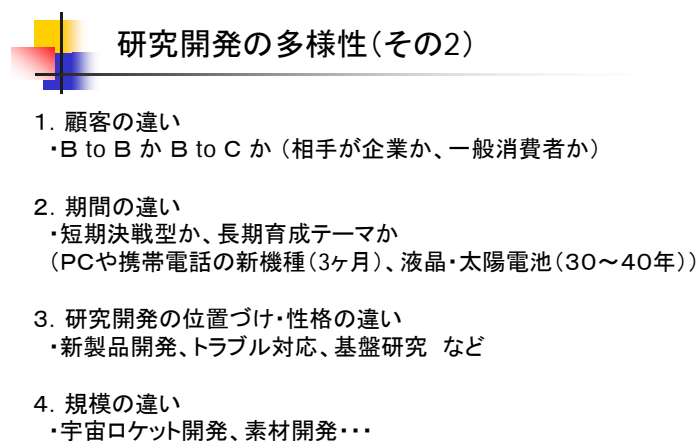 研究開発の多様性(その2)
１．顧客の違い
・Ｂ to Ｂ か Ｂ to Ｃ か （相手が企業か、一般消費者か）
２．期間の違い
・短期決戦型か、長期育成テーマか
（ＰＣや携帯電話の新機種（3ヶ月）、液晶・太陽電池（３０～４０年））
３．研究開発の位置づけ・性格の違い
・新製品開発、トラブル対応、基盤研究　など
４．規模の違い
・宇宙ロケット開発、素材開発・・・